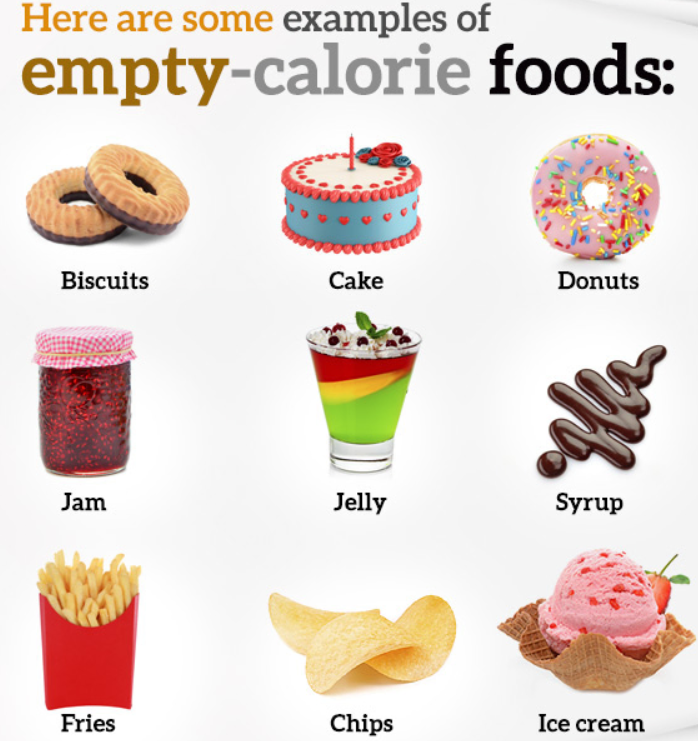 Here are some examples of
empty-calorie foods:
Biscuits
Cake
Donuts
Jam
Jelly
Syrup
Fries
Chips
Ice cream